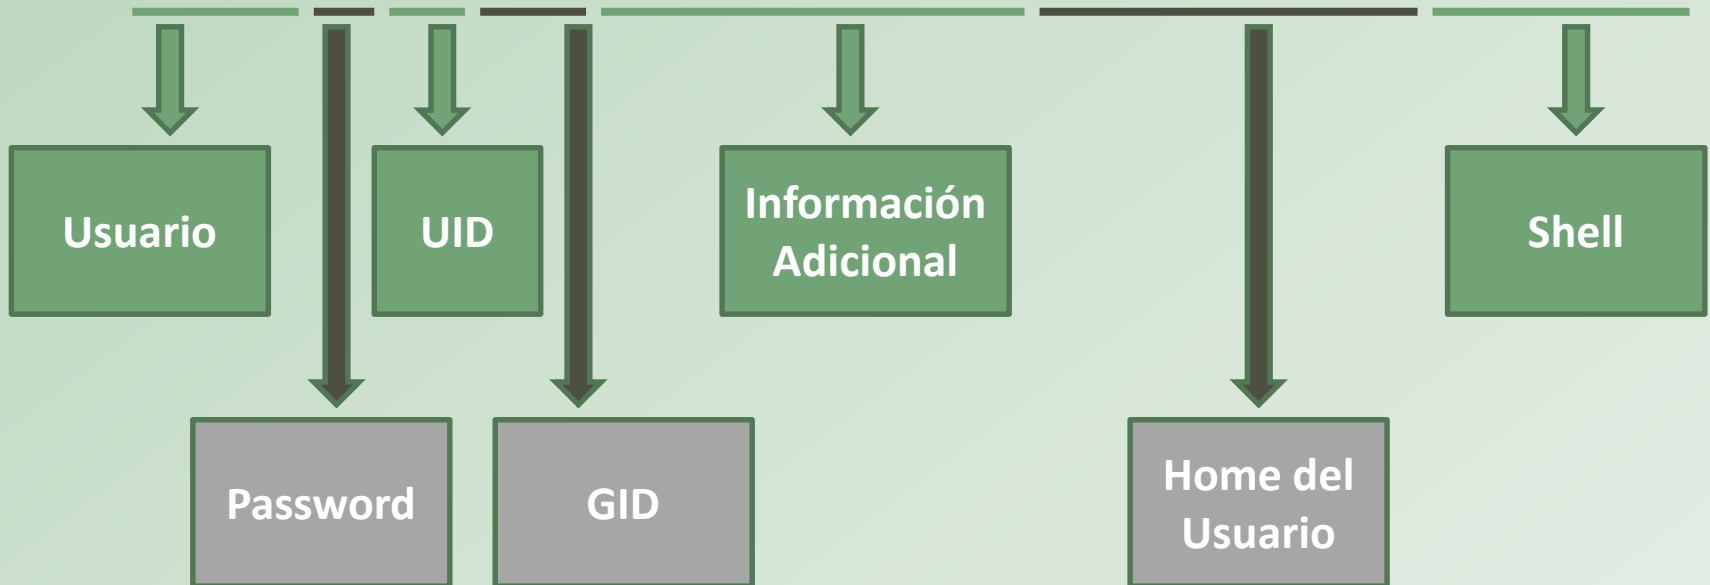 Usuario
UID
Información
Adicional
Shell
Password
GID
Home del
Usuario